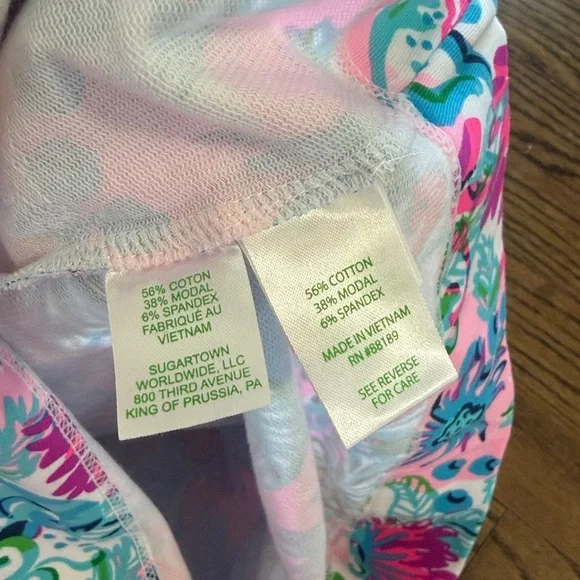 56% COTON
38% MODAL
6% SPANDEX
FABRIQUÉ AU
VIETNAM
SUGARTOWN
WORLDWIDE, LLC
800 THIRD AVENUE
KING OF PRUSSIA, PA
56% COTTON
38% MODAL
6% SPANDEX
MADE IN VIETNAM
RN #88189
SEE REVERSE
FOR CARE